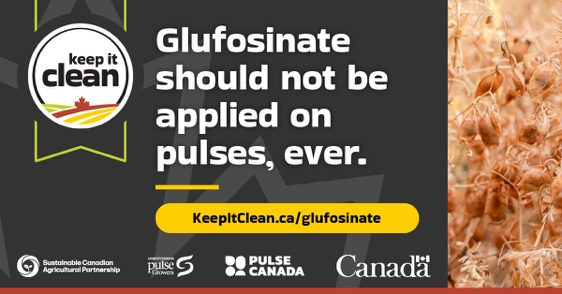 keep it
clean
Glufosinate
should not be
applied on
pulses, ever.
KeepItClean.ca/glufosinate
Sustainable Canadian
Agricultural Partnership
SASKATCHEWAN
pulse
Growers
PULSE
CANADA
Canada